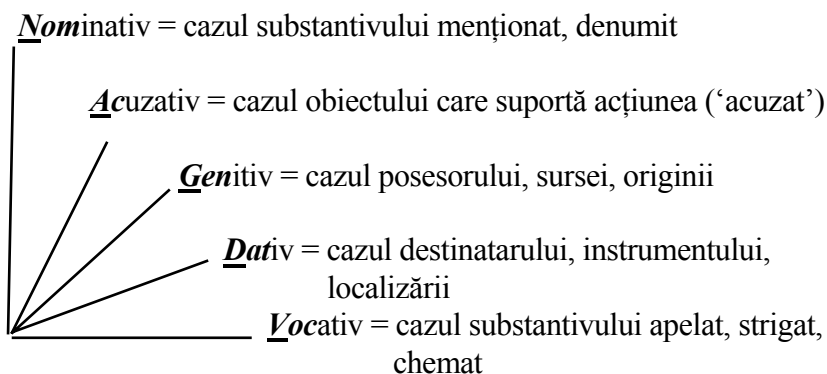 Nominativ = cazul substantivului menționat, denumit
Acuzativ = cazul obiectului care suportă acțiunea (‘acuzat’)
Genitiv = cazul posesorului, sursei, originii
Dativ = cazul destinatarului, instrumentului,
localizării
Vocativ = cazul substantivului apelat, strigat,
chemat